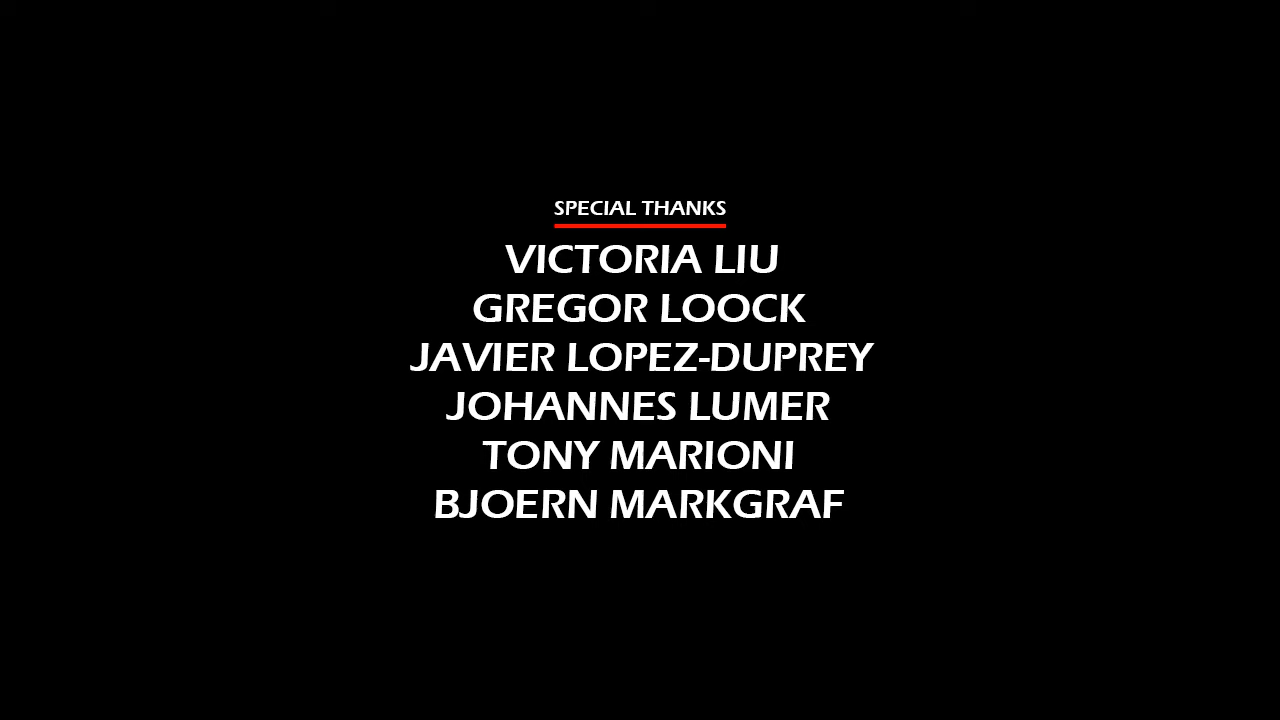 SPECIAL THANKS
VICTORIA LIU
GREGOR LOOCK
JAVIER LOPEZ-DUPREY
JOHANNES LUMER
TONY MARIONI
BJOERN MARKGRAF